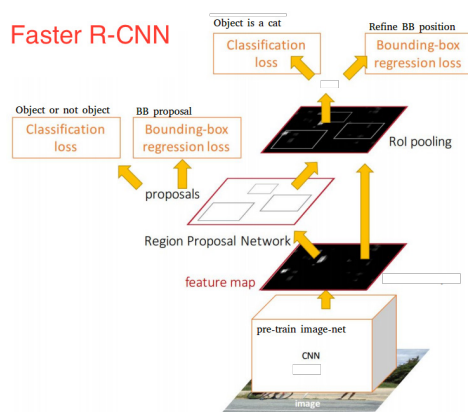 Faster R-CNN
Object is a cat
Refine BB position
Classification
loss
Bounding-box
regression loss
Object or not object
BB proposal
Classification
loss
Bounding-box
regression loss
RoI pooling
proposals
Region Proposal Network
feature map
pre-train image-net
CNN
image